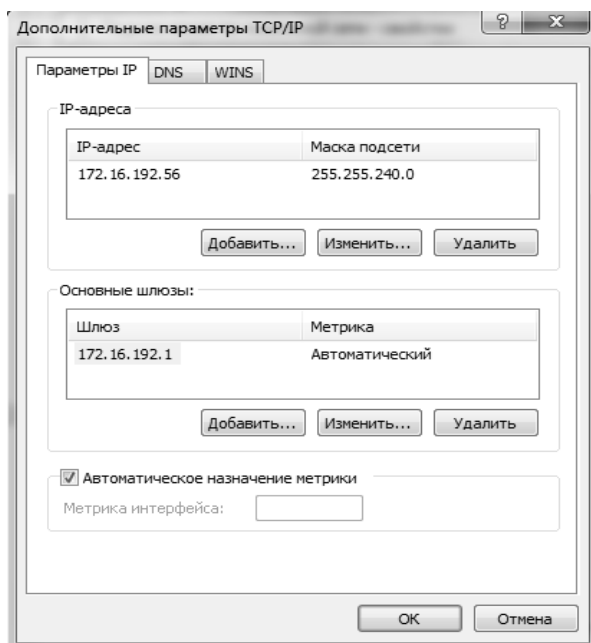 Дополнительные параметры TCP/IP
Параметры IP DNS WINS
IP-адреса
IP-адрес Маска подсети
172.16.192.56 255.255.240.0
Добавить... Изменить... Удалить
Основные шлюзы:
Шлюз Метрика
172.16.192.1 Автоматический
Добавить... Изменить... Удалить
Автоматическое назначение метрики
Метрика интерфейса:
OK Отмена